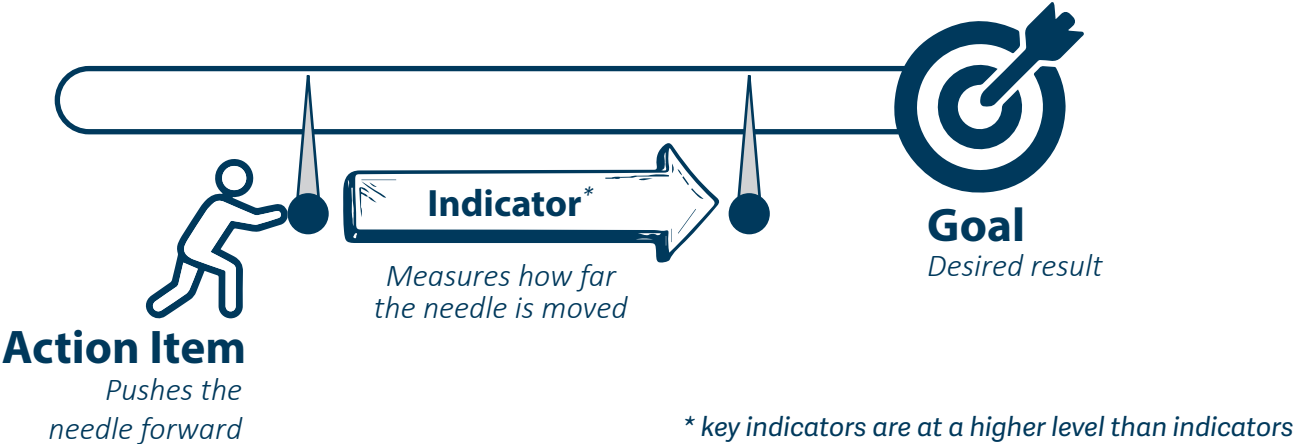 Indicator*
Measures how far
the needle is moved
Goal
Desired result
Action Item
Pushes the
needle forward
* key indicators are at a higher level than indicators